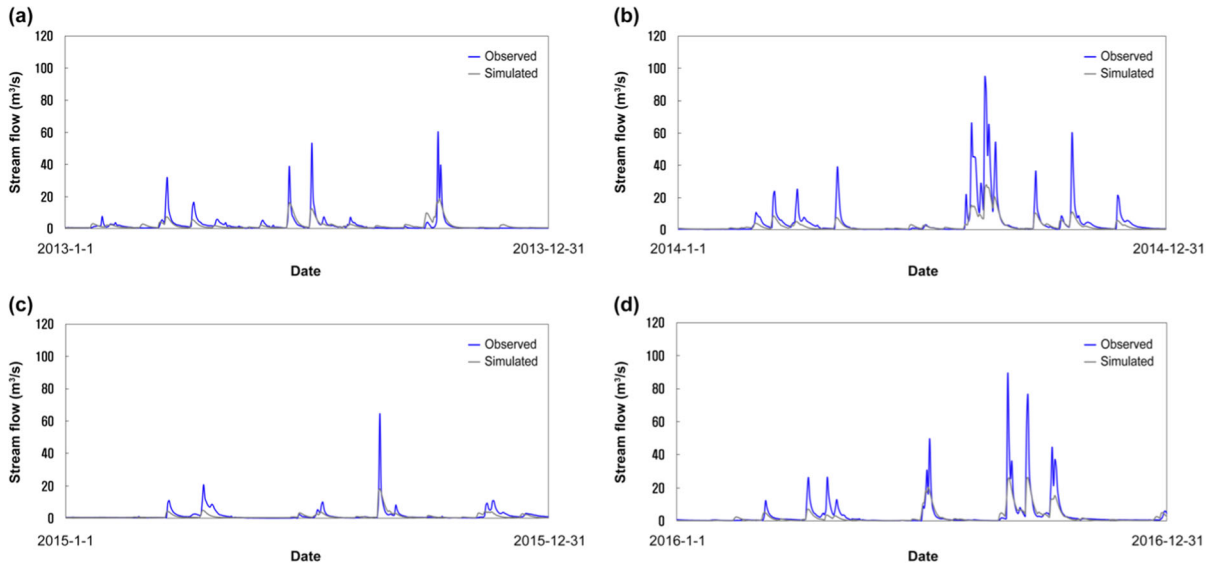 (a)
120
100
80
60
40
20
0
Stream flow (m³/s)
Observed
Simulated
2013-1-1
2013-12-31
Date
(b)
120
100
80
60
40
20
0
Stream flow (m³/s)
Observed
Simulated
2014-1-1
2014-12-31
Date
(c)
120
100
80
60
40
20
0
Stream flow (m³/s)
Observed
Simulated
2015-1-1
2015-12-31
Date
(d)
120
100
80
60
40
20
0
Stream flow (m³/s)
Observed
Simulated
2016-1-1
2016-12-31
Date